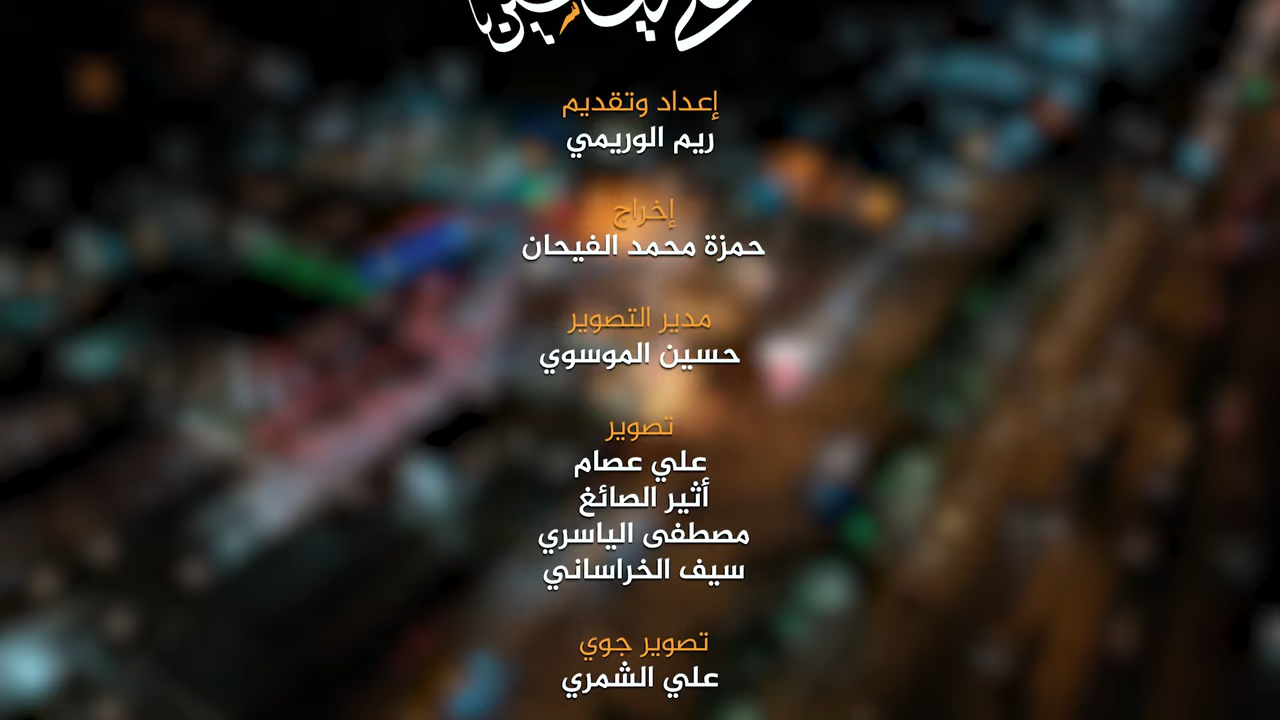 إعداد وتقديم
ريم الوريمي
إخراج
حمزة محمد الفيحان
مدير التصوير
حسين الموسوي
تصوير
علي عصام
أثير الصائغ
مصطفى الياسري
سيف الخراساني
تصوير جوي
علي الشمري